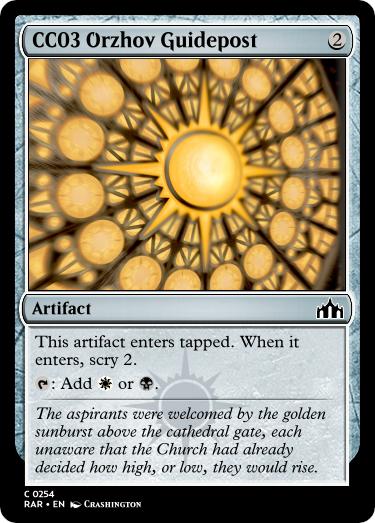 CC03 Orzhov Guidepost
2
Artifact
This artifact enters tapped. When it
enters, scry 2.
: Add or .
The aspirants were welcomed by the golden
sunburst above the cathedral gate, each
unaware that the Church had already
decided how high, or low, they would rise.
C 0254
RAR • EN Crashington